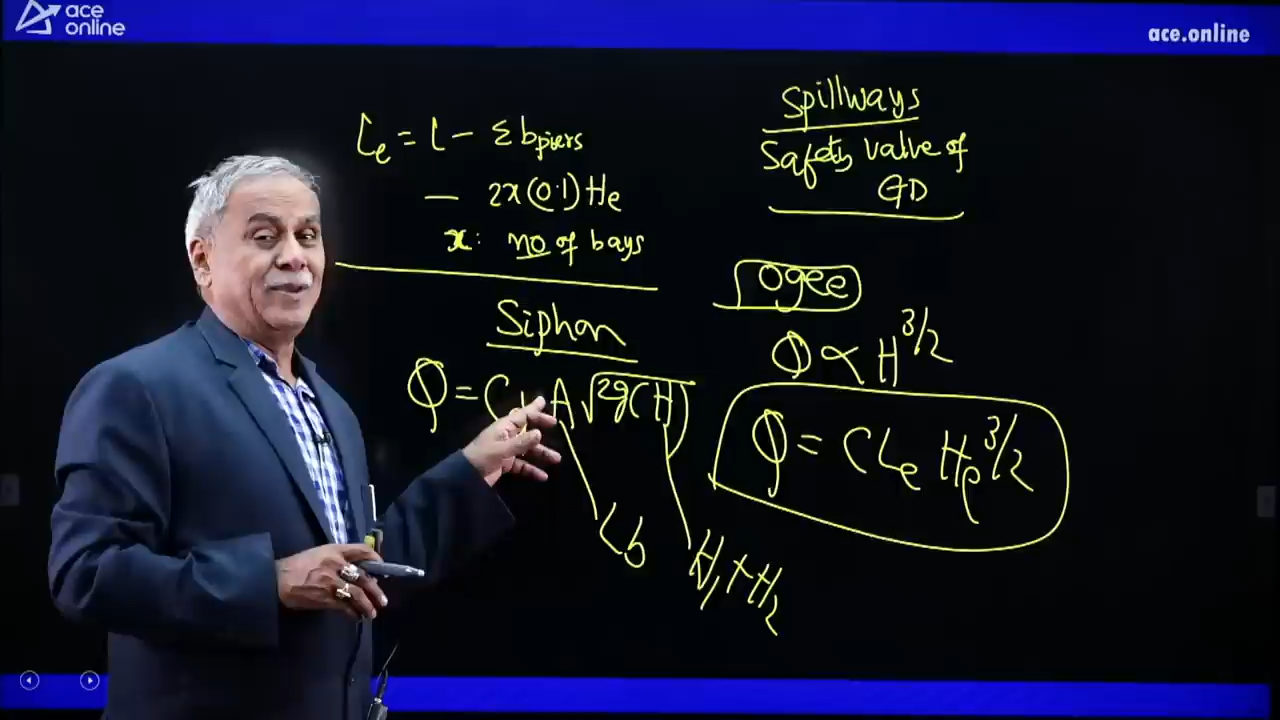 ace
online
ace.online
Spillways
Safety valve of
GD
Le = L - Σ b piers
- 2x(0.1) He
x: no of bays
Ogee
Q ∝ H^3/2
Q = C Le He^3/2
Siphon
Q = C A √2g(H)
Lb
H1 + H2